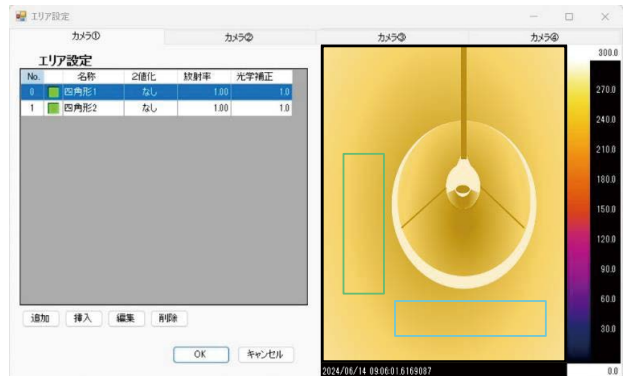 エリア設定
カメラ① カメラ② カメラ③ カメラ④
エリア設定
No. 名称 2値化 放射率 光学補正
0 四角形1 なし 1.00 1.0
1 四角形2 なし 1.00 1.0
追加 挿入 編集 削除
OK キャンセル
300.0
270.0
240.0
210.0
180.0
150.0
120.0
90.0
60.0
30.0
0.0
2024/06/14 09:06:01.6169087